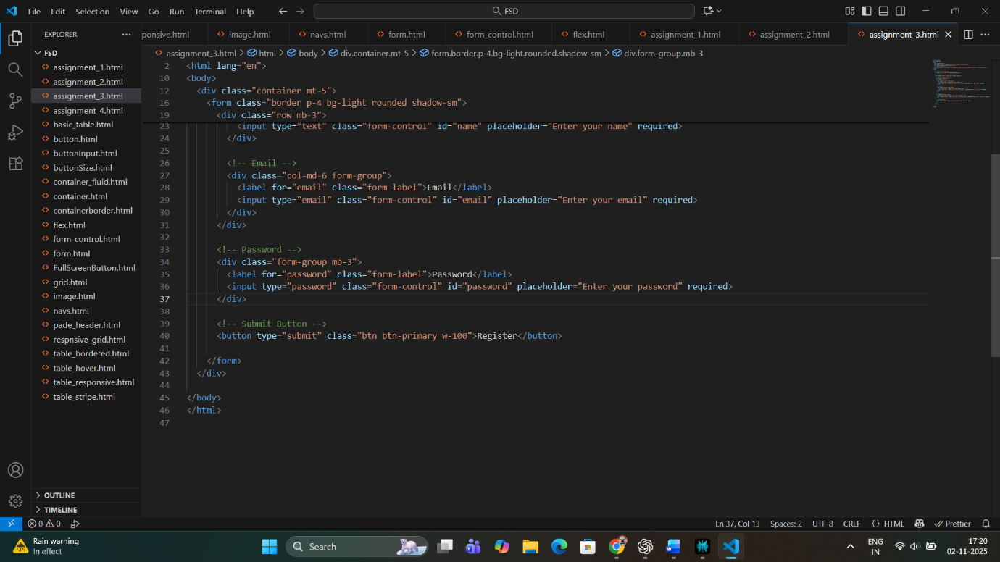 File Edit Selection View Go Run Terminal Help
FSD
EXPLORER
ponsive.html
image.html
navs.html
form.html
form_control.html
flex.html
assignment_1.html
assignment_2.html
assignment_3.html
FSD
assignment_1.html
assignment_2.html
assignment_3.html
assignment_4.html
basic_table.html
button.html
buttonInput.html
buttonSize.html
container_fluid.html
container.html
containerborder.html
flex.html
form_control.html
form.html
FullScreenButton.html
grid.html
image.html
navs.html
pade_header.html
respnsive_grid.html
table_bordered.html
table_hover.html
table_responsive.html
table_stripe.html
OUTLINE
TIMELINE
assignment_3.html > html > body > div.container.mt-5 > form.border.p-4.bg-light.rounded.shadow-sm > div.form-group.mb-3
2 <html lang="en">
10 <body>
12 <div class="container mt-5">
16 <form class="border p-4 bg-light rounded shadow-sm">
19 <div class="row mb-3">
23 <input type="text" class="form-control" id="name" placeholder="Enter your name" required>
24 </div>
25
26 <!-- Email -->
27 <div class="col-md-6 form-group">
28 <label for="email" class="form-label">Email</label>
29 <input type="email" class="form-control" id="email" placeholder="Enter your email" required>
30 </div>
31 </div>
32
33 <!-- Password -->
34 <div class="form-group mb-3">
35 <label for="password" class="form-label">Password</label>
36 <input type="password" class="form-control" id="password" placeholder="Enter your password" required>
37 </div>
38
39 <!-- Submit Button -->
40 <button type="submit" class="btn btn-primary w-100">Register</button>
41
42 </form>
43 </div>
44
45 </body>
46 </html>
47
0 0
Ln 37, Col 13 Spaces: 2 UTF-8 CRLF {} HTML Prettier
Rain warning
In effect
Search
ENG
IN
17:20
02-11-2025